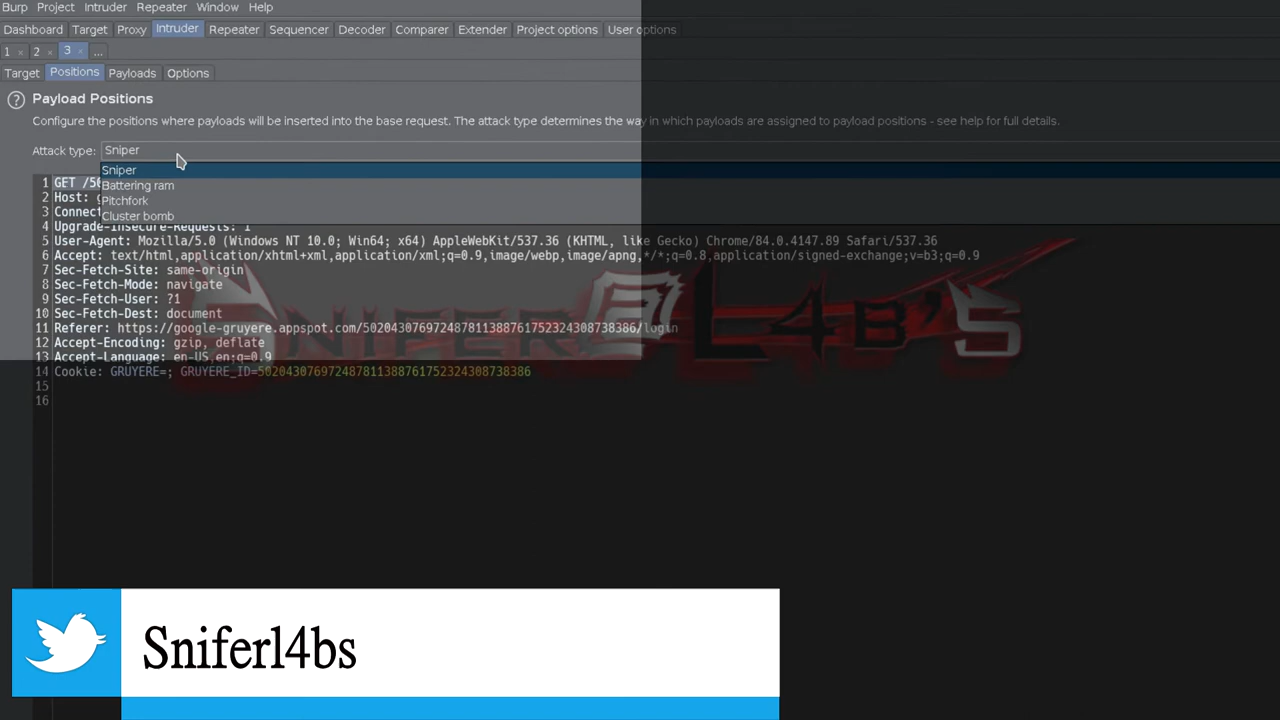 Burp Project Intruder Repeater Window Help
Dashboard Target Proxy Intruder Repeater Sequencer Decoder Comparer Extender Project options User options
1 × 2 × 3 × ...
Target Positions Payloads Options
? Payload Positions
Configure the positions where payloads will be inserted into the base request. The attack type determines the way in which payloads are assigned to payload positions - see help for full details.
Attack type: Sniper
Sniper
Battering ram
Pitchfork
Cluster bomb
1 GET /50
2 Host: g
3 Connect
4 Upgrade-Insecure-Requests: 1
5 User-Agent: Mozilla/5.0 (Windows NT 10.0; Win64; x64) AppleWebKit/537.36 (KHTML, like Gecko) Chrome/84.0.4147.89 Safari/537.36
6 Accept: text/html,application/xhtml+xml,application/xml;q=0.9,image/webp,image/apng,*/*;q=0.8,application/signed-exchange;v=b3;q=0.9
7 Sec-Fetch-Site: same-origin
8 Sec-Fetch-Mode: navigate
9 Sec-Fetch-User: ?1
10 Sec-Fetch-Dest: document
11 Referer: https://google-gruyere.appspot.com/502043076972487811388761752324308738386/login
12 Accept-Encoding: gzip, deflate
13 Accept-Language: en-US,en;q=0.9
14 Cookie: GRUYERE=; GRUYERE_ID=502043076972487811388761752324308738386
15
16
SNIFER@L4B'S
Snifer14bs